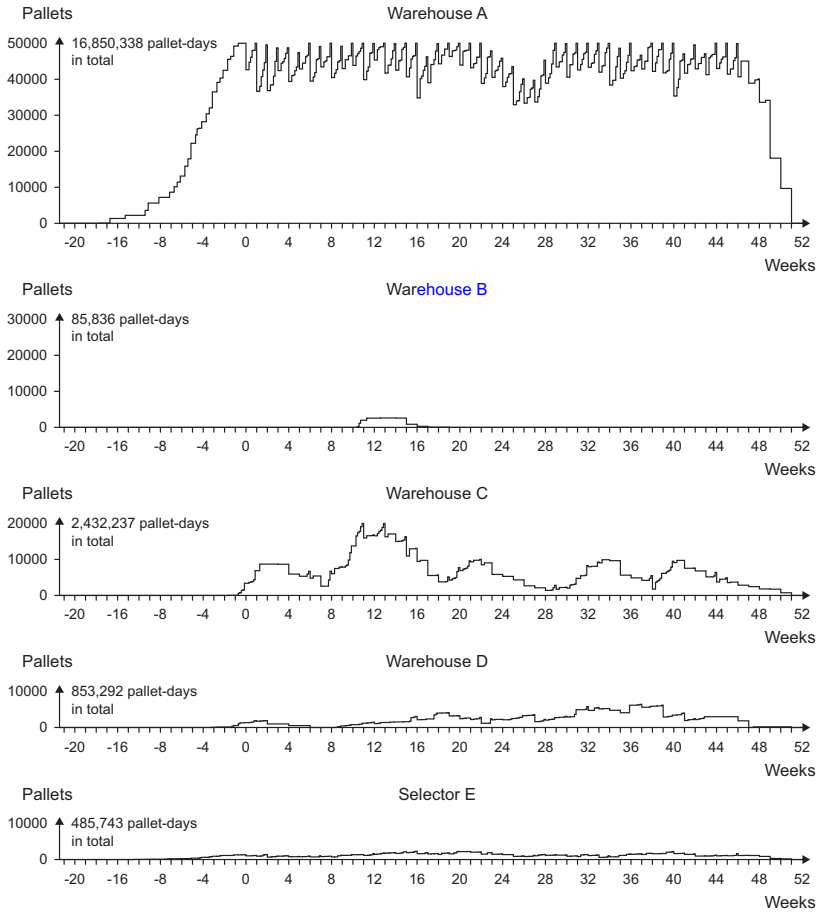 Pallets Warehouse A
50000 16,850,338 pallet-days
in total
40000
30000
20000
10000
0
-20 -16 -12 -8 -4 0 4 8 12 16 20 24 28 32 36 40 44 48 52
Weeks
Pallets Warehouse B
30000 85,836 pallet-days
in total
20000
10000
0
-20 -16 -12 -8 -4 0 4 8 12 16 20 24 28 32 36 40 44 48 52
Weeks
Pallets Warehouse C
20000 2,432,237 pallet-days
in total
10000
0
-20 -16 -12 -8 -4 0 4 8 12 16 20 24 28 32 36 40 44 48 52
Weeks
Pallets Warehouse D
10000 853,292 pallet-days
in total
0
-20 -16 -12 -8 -4 0 4 8 12 16 20 24 28 32 36 40 44 48 52
Weeks
Pallets Selector E
10000 485,743 pallet-days
in total
0
-20 -16 -12 -8 -4 0 4 8 12 16 20 24 28 32 36 40 44 48 52
Weeks